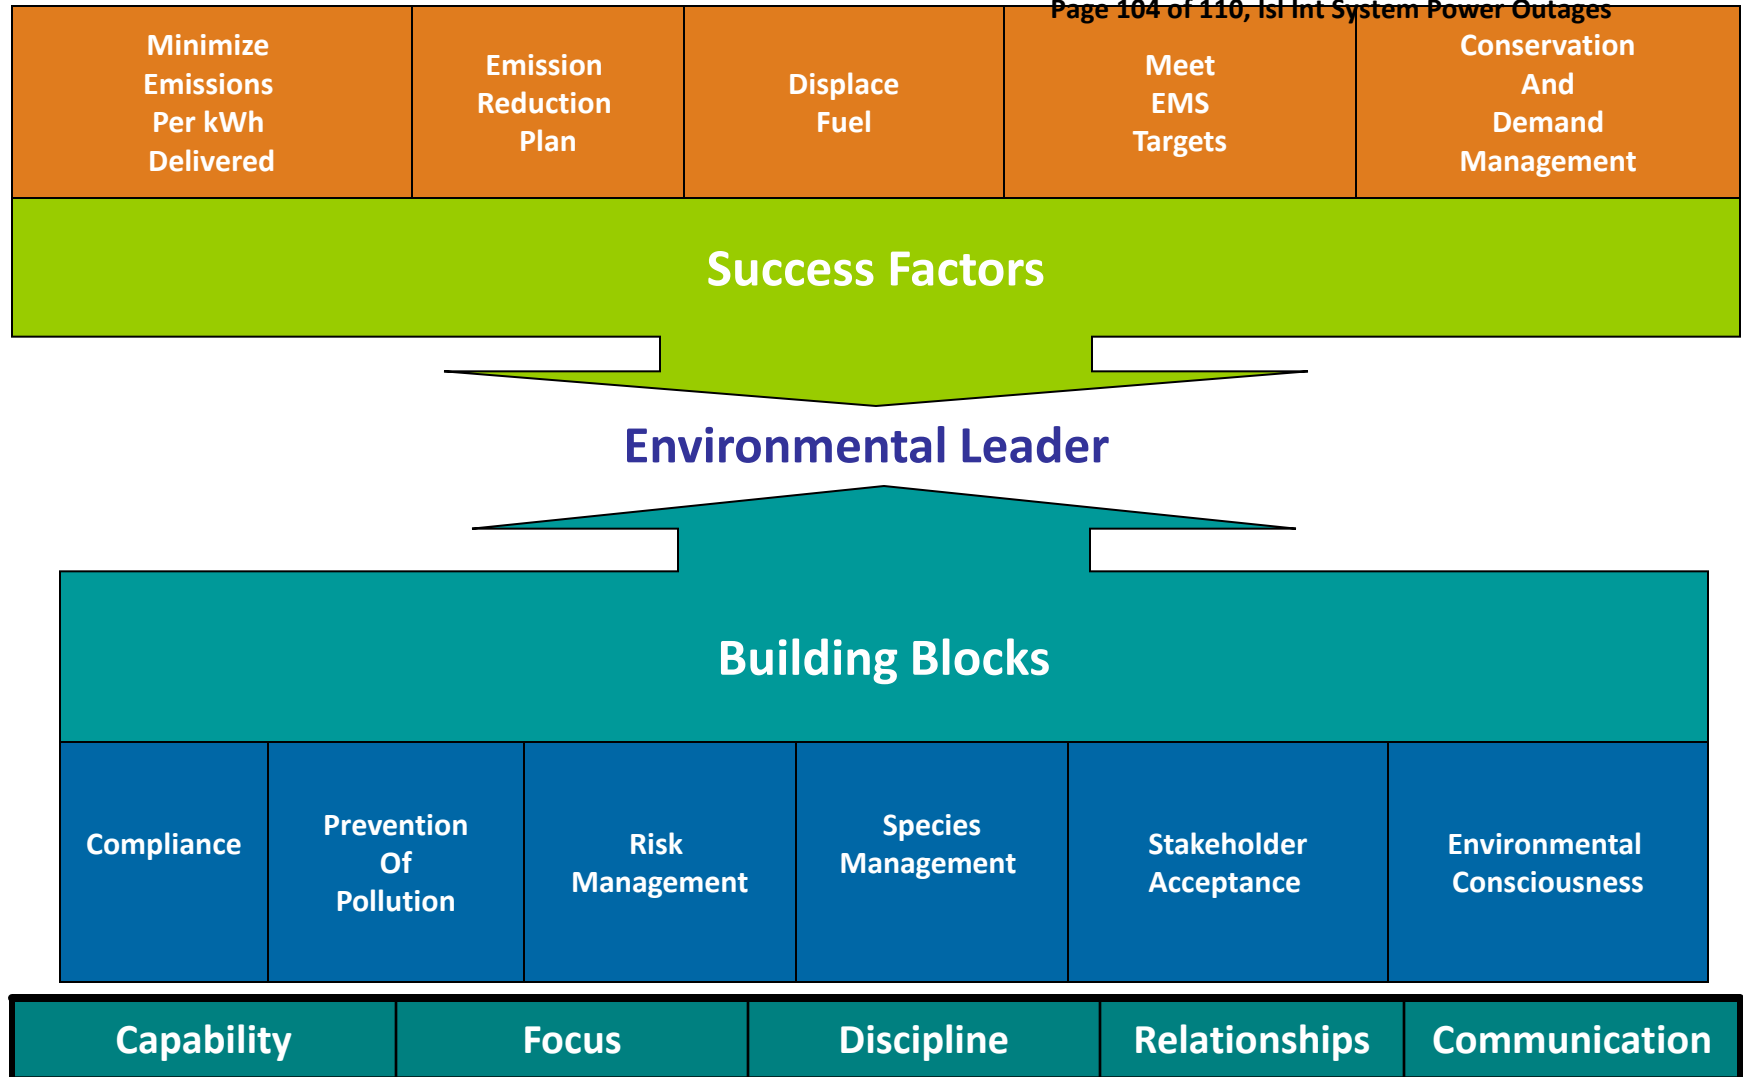 Page 104 of 110, Isl Int System Power Outages
Minimize
Emissions
Per kWh
Delivered
Emission
Reduction
Plan
Displace
Fuel
Meet
EMS
Targets
Conservation
And
Demand
Management
Success Factors
Environmental Leader
Building Blocks
Compliance
Prevention
Of
Pollution
Risk
Management
Species
Management
Stakeholder
Acceptance
Environmental
Consciousness
Capability
Focus
Discipline
Relationships
Communication